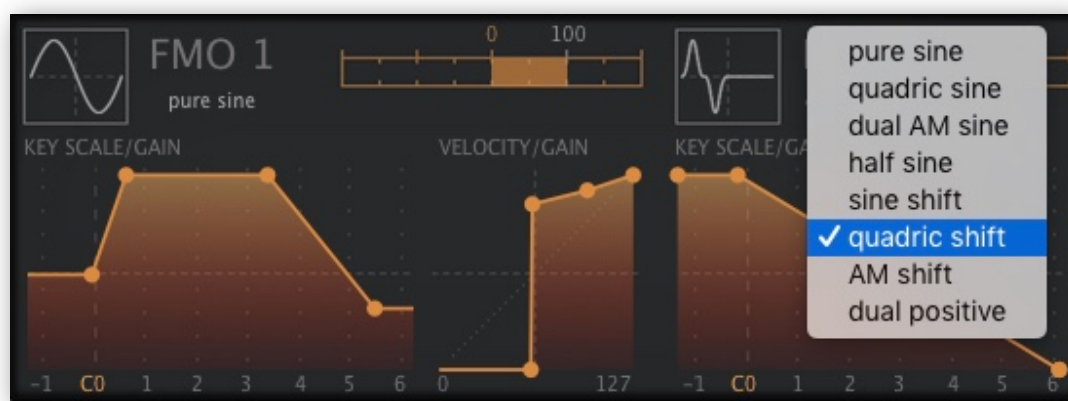 0 100
FMO 1
pure sine
KEY SCALE/GAIN
VELOCITY/GAIN
-1 C0 1 2 3 4 5 6
0 127
KEY SCALE/GA
-1 C0 1 2 3 4 5 6
pure sine
quadric sine
dual AM sine
half sine
sine shift
✓ quadric shift
AM shift
dual positive